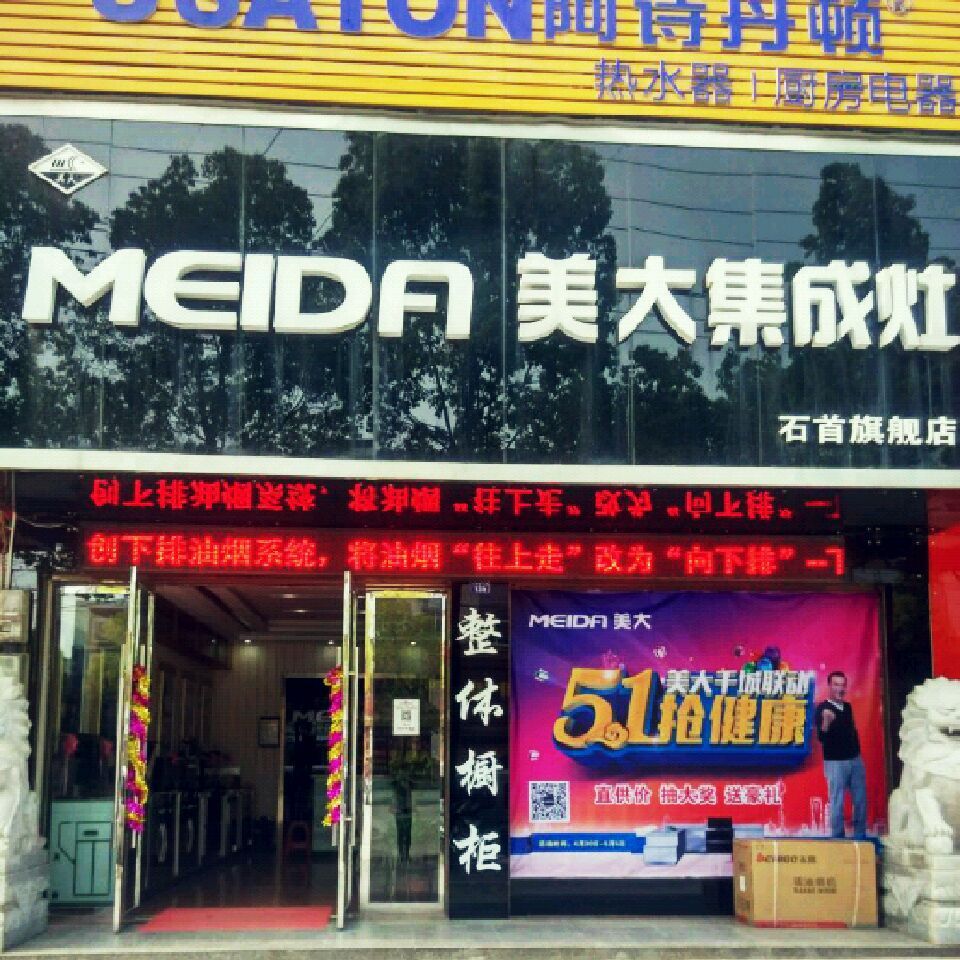 阿诗丹顿
热水器 | 厨房电器
MEIDA 美大集成灶
石首旗舰店
创下排油烟系统，将油烟“往上走”改为“向下排”--
整体橱柜
MEIDA
MEIDA 美大
美大千城联动
5.1抢健康
直供价 抽大奖 送豪礼